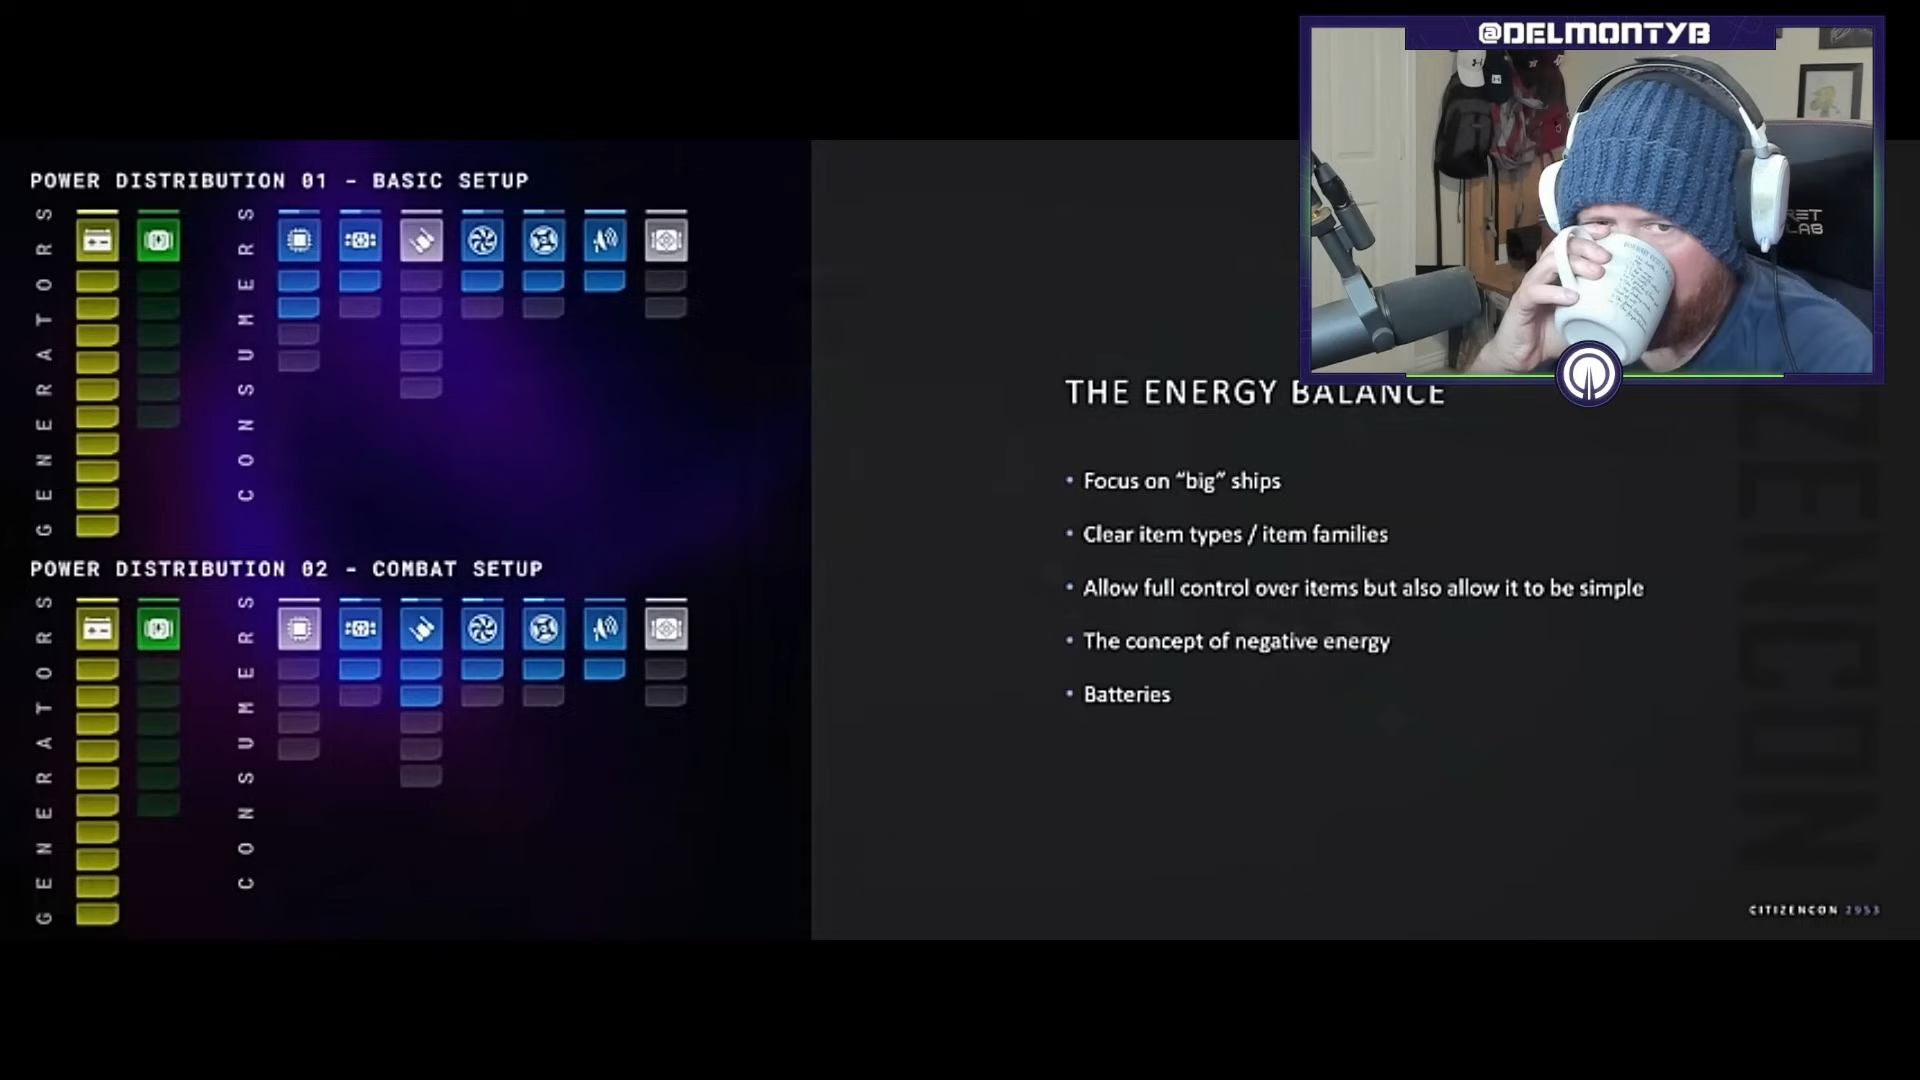 @DELMONTYB
POWER DISTRIBUTION 01 - BASIC SETUP
GENERATORS
CONSUMERS
POWER DISTRIBUTION 02 - COMBAT SETUP
GENERATORS
CONSUMERS
THE ENERGY BALANCE
• Focus on “big” ships
• Clear item types / item families
• Allow full control over items but also allow it to be simple
• The concept of negative energy
• Batteries
ZENCON
CITIZENCON 2953